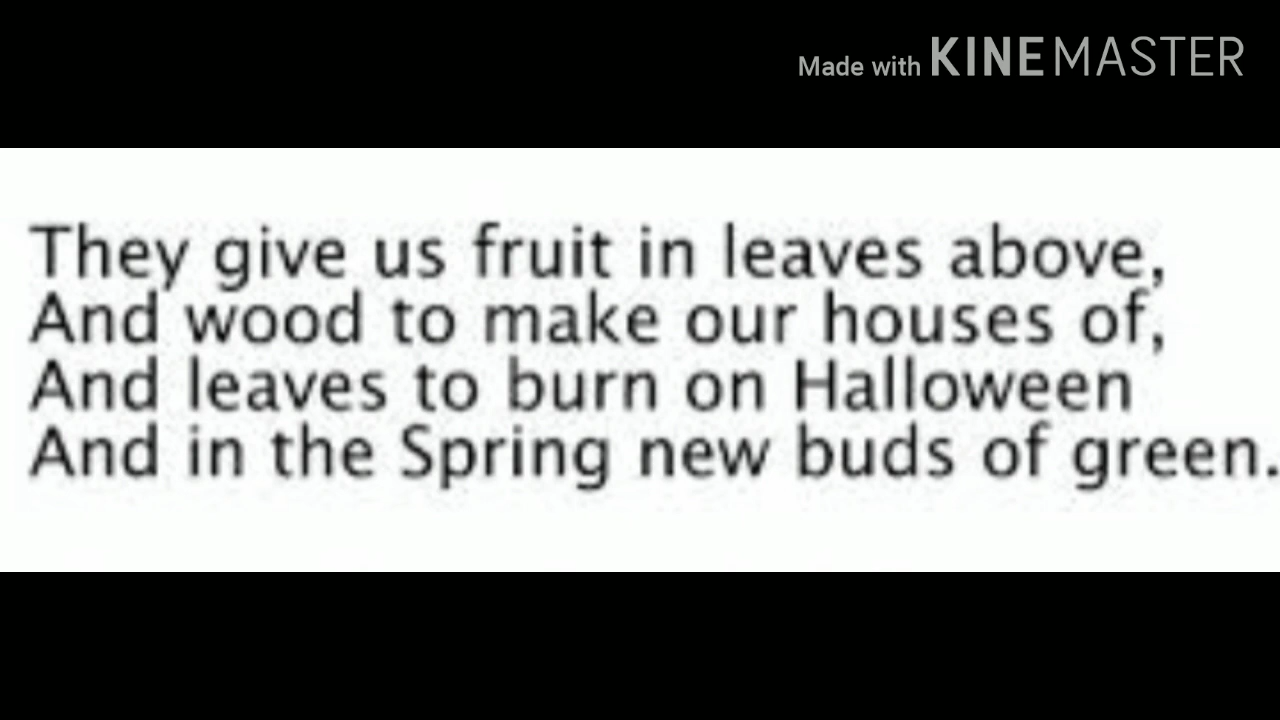 Made with KINEMASTER
They give us fruit in leaves above,
And wood to make our houses of,
And leaves to burn on Halloween
And in the Spring new buds of green.